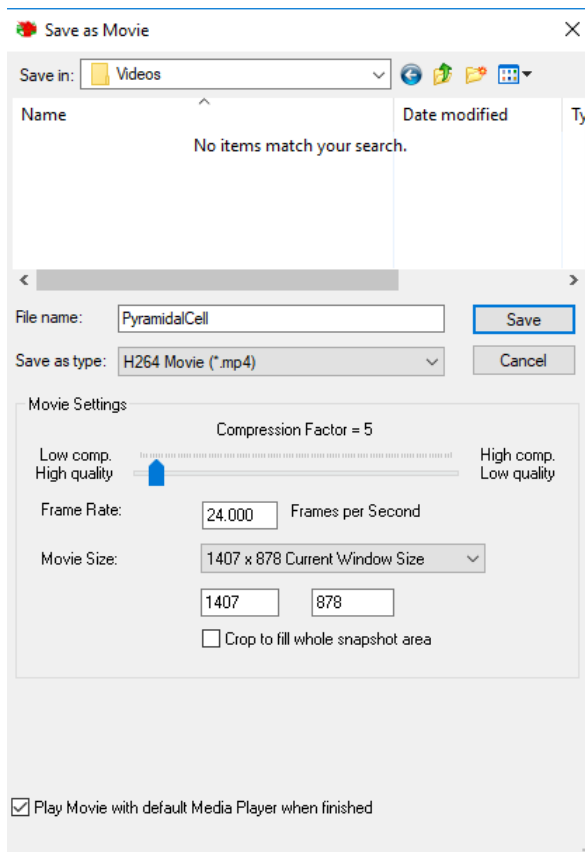 Save as Movie
Save in: Videos
Name Date modified Ty
No items match your search.
File name: PyramidalCell Save
Save as type: H264 Movie (*.mp4) Cancel
Movie Settings
Compression Factor = 5
Low comp. High comp.
High quality Low quality
Frame Rate: 24.000 Frames per Second
Movie Size: 1407 x 878 Current Window Size
1407 878
Crop to fill whole snapshot area
Play Movie with default Media Player when finished